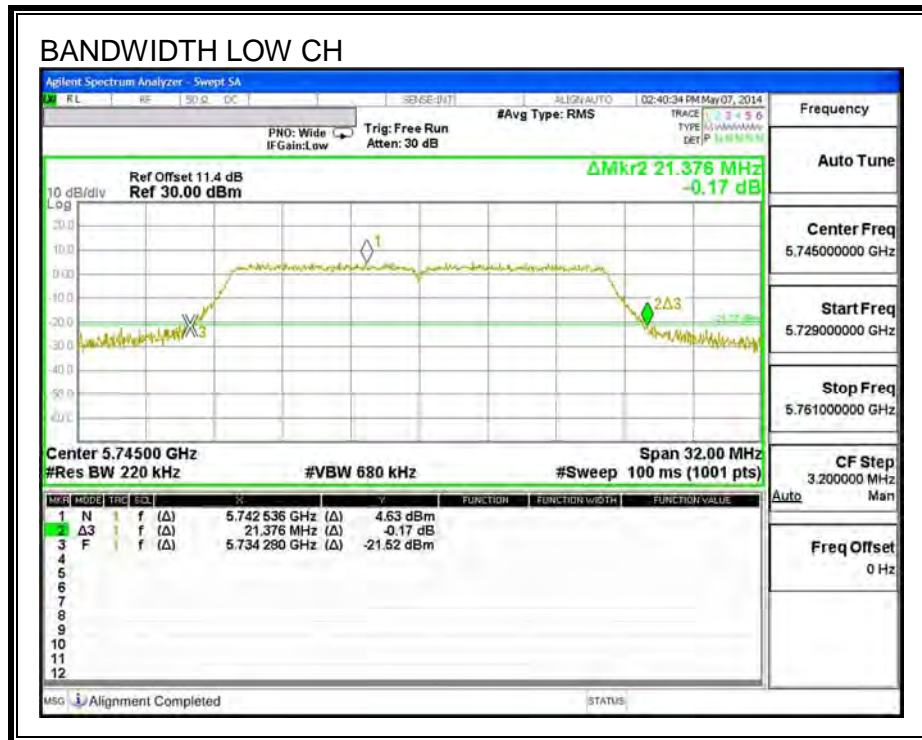 BANDWIDTH LOW CH
Agilent Spectrum Analyzer - Swept SA
RL RF 50 Ω DC SENSE:INT ALIGN AUTO 02:40:34 PM May 07, 2014
PNO: Wide
IFGain:Low
Trig: Free Run
Atten: 30 dB
#Avg Type: RMS
TRACE 1 2 3 4 5 6
TYPE
DET P N N N N N
ΔMkr2 21.376 MHz
-0.17 dB
Ref Offset 11.4 dB
10 dB/div Ref 30.00 dBm
Log
20.0
10.0
0.00
-10.0
-20.0
-30.0
-40.0
-50.0
-60.0
1
2Δ3
3
Center 5.74500 GHz Span 32.00 MHz
#Res BW 220 kHz #VBW 680 kHz #Sweep 100 ms (1001 pts)
MKR MODE TRC SCL X Y FUNCTION FUNCTION WIDTH FUNCTION VALUE
1 N 1 f (Δ) 5.742 536 GHz (Δ) 4.63 dBm
2 Δ3 1 f (Δ) 21.376 MHz (Δ) -0.17 dB
3 F 1 f (Δ) 5.734 280 GHz (Δ) -21.52 dBm
4
5
6
7
8
9
10
11
12
MSG Alignment Completed STATUS
Frequency
Auto Tune
Center Freq
5.745000000 GHz
Start Freq
5.729000000 GHz
Stop Freq
5.761000000 GHz
CF Step
3.200000 MHz
Auto Man
Freq Offset
0 Hz